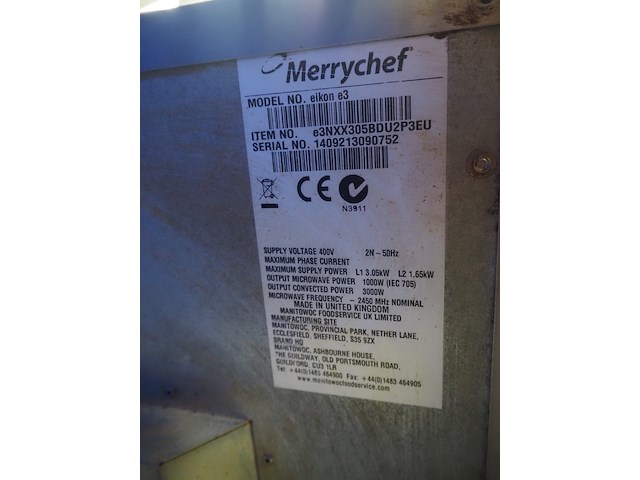 Merrychef
MODEL NO. eikon e3
ITEM NO. e3NXX305BDU2P3EU
SERIAL NO. 1409213090752
CE
N3911
SUPPLY VOLTAGE 400V 2N~50Hz
MAXIMUM PHASE CURRENT
MAXIMUM SUPPLY POWER L1 3.05kW L2 1.65kW
OUTPUT MICROWAVE POWER 1000W (IEC 705)
OUTPUT CONVECTED POWER 3000W
MICROWAVE FREQUENCY - 2450 MHz NOMINAL
MADE IN UNITED KINGDOM
MANITOWOC FOODSERVICE UK LIMITED
MANUFACTURING SITE
MANITOWOC, PROVINCIAL PARK, NETHER LANE,
ECCLESFIELD, SHEFFIELD, S35 9ZX
BRAND HQ
MANITOWOC, ASHBOURNE HOUSE,
THE GUILDWAY, OLD PORTSMOUTH ROAD,
GUILDFORD, GU3 1LR
Tel: +44(0)1483 464900 Fax: +44(0)1483 464905
www.manitowocfoodservice.com